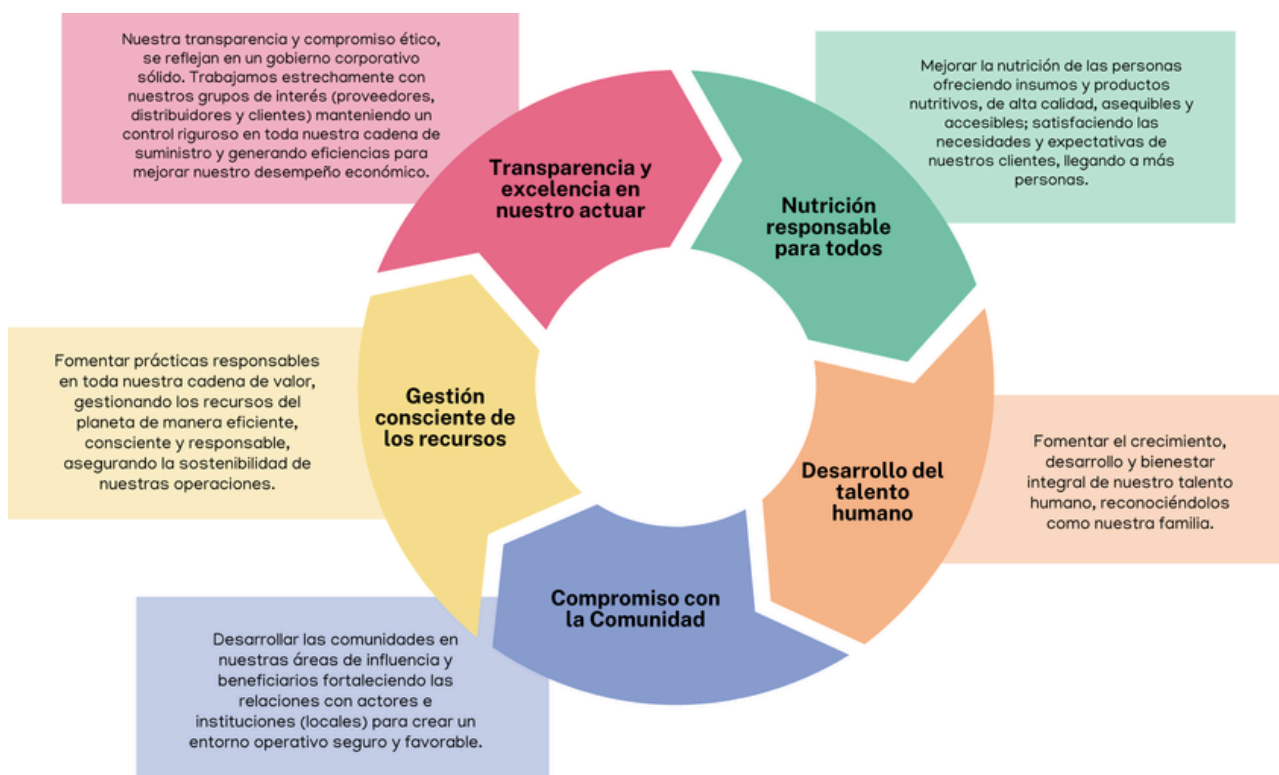 Nuestra transparencia y compromiso ético,
se reflejan en un gobierno corporativo
sólido. Trabajamos estrechamente con
nuestros grupos de interés (proveedores,
distribuidores y clientes) manteniendo un
control riguroso en toda nuestra cadena de
suministro y generando eficiencias para
mejorar nuestro desempeño económico.
Transparencia y
excelencia en
nuestro actuar
Mejorar la nutrición de las personas
ofreciendo insumos y productos
nutritivos, de alta calidad, asequibles y
accesibles; satisfaciendo las
necesidades y expectativas de
nuestros clientes, llegando a más
personas.
Nutrición
responsable
para todos
Fomentar prácticas responsables
en toda nuestra cadena de valor,
gestionando los recursos del
planeta de manera eficiente,
consciente y responsable,
asegurando la sostenibilidad de
nuestras operaciones.
Gestión
consciente de
los recursos
Desarrollo del
talento
humano
Fomentar el crecimiento,
desarrollo y bienestar
integral de nuestro talento
humano, reconociéndolos
como nuestra familia.
Compromiso con
la Comunidad
Desarrollar las comunidades en
nuestras áreas de influencia y
beneficiarios fortaleciendo las
relaciones con actores e
instituciones (locales) para crear un
entorno operativo seguro y favorable.